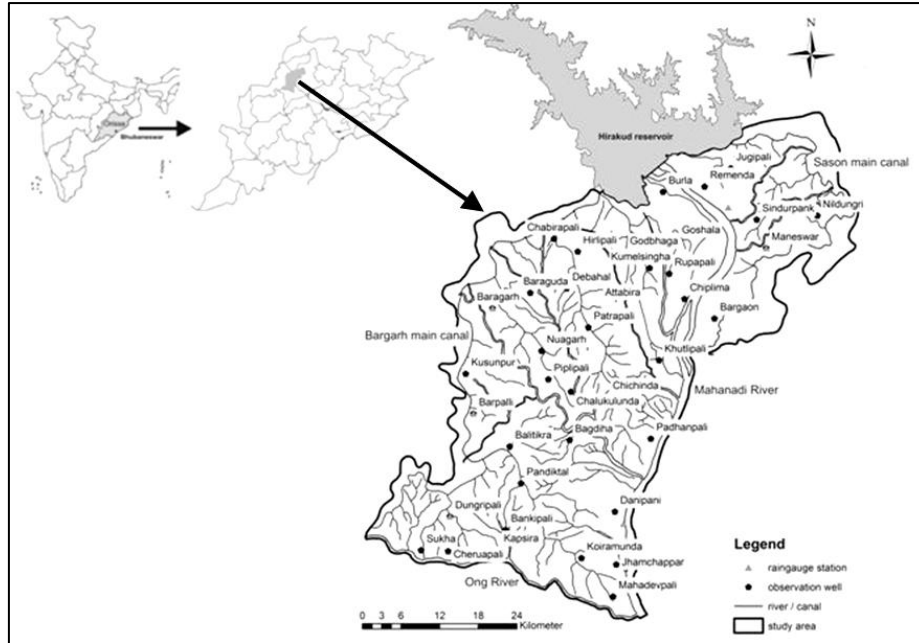 Orissa
Bhubaneswar
N
Hirakud reservoir
Jugipali
Sason main canal
Burla
Remenda
Nildungri
Sindurpank
Chabirapali
Goshala
Maneswar
Hirlipali
Godbhaga
Kumelsingha
Rupapali
Baraguda
Debahal
Baragarh
Attabira
Chiplima
Bargaon
Patrapali
Bargarh main canal
Nuagarh
Khutlipali
Kusunpur
Piplipali
Chichinda
Mahanadi River
Chalukulunda
Barpalli
Bagdiha
Padhanpali
Balitikra
Pandiktal
Dungripali
Danipani
Bankipali
Sukha
Kapsira
Koiramunda
Cheruapali
Jhamchappar
Ong River
Mahadevpali
Legend
raingauge station
observation well
river / canal
study area
0 3 6 12 18 24
Kilometer